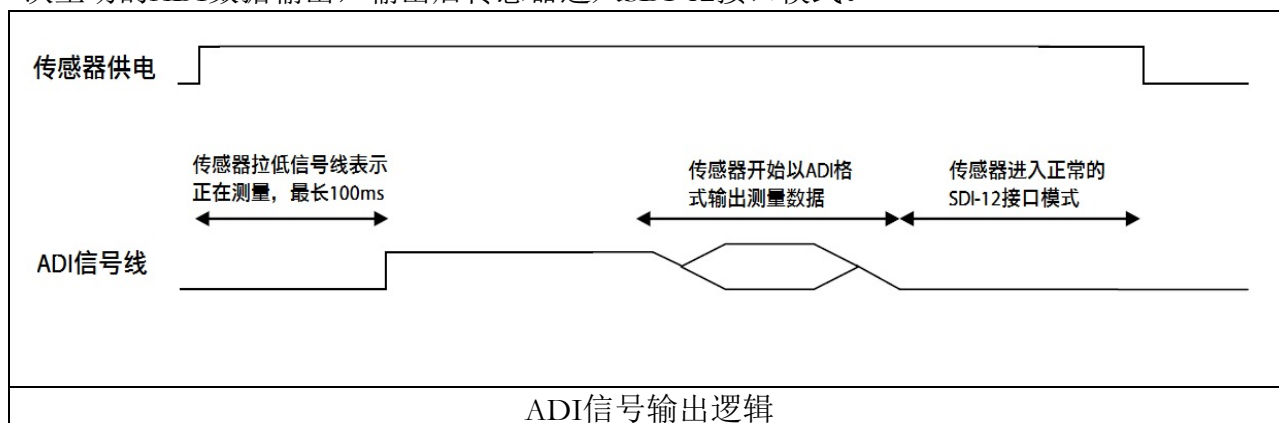 传感器供电
传感器拉低信号线表示
正在测量，最长100ms
传感器开始以ADI格
式输出测量数据
传感器进入正常的
SDI-12接口模式
ADI信号线
ADI信号输出逻辑